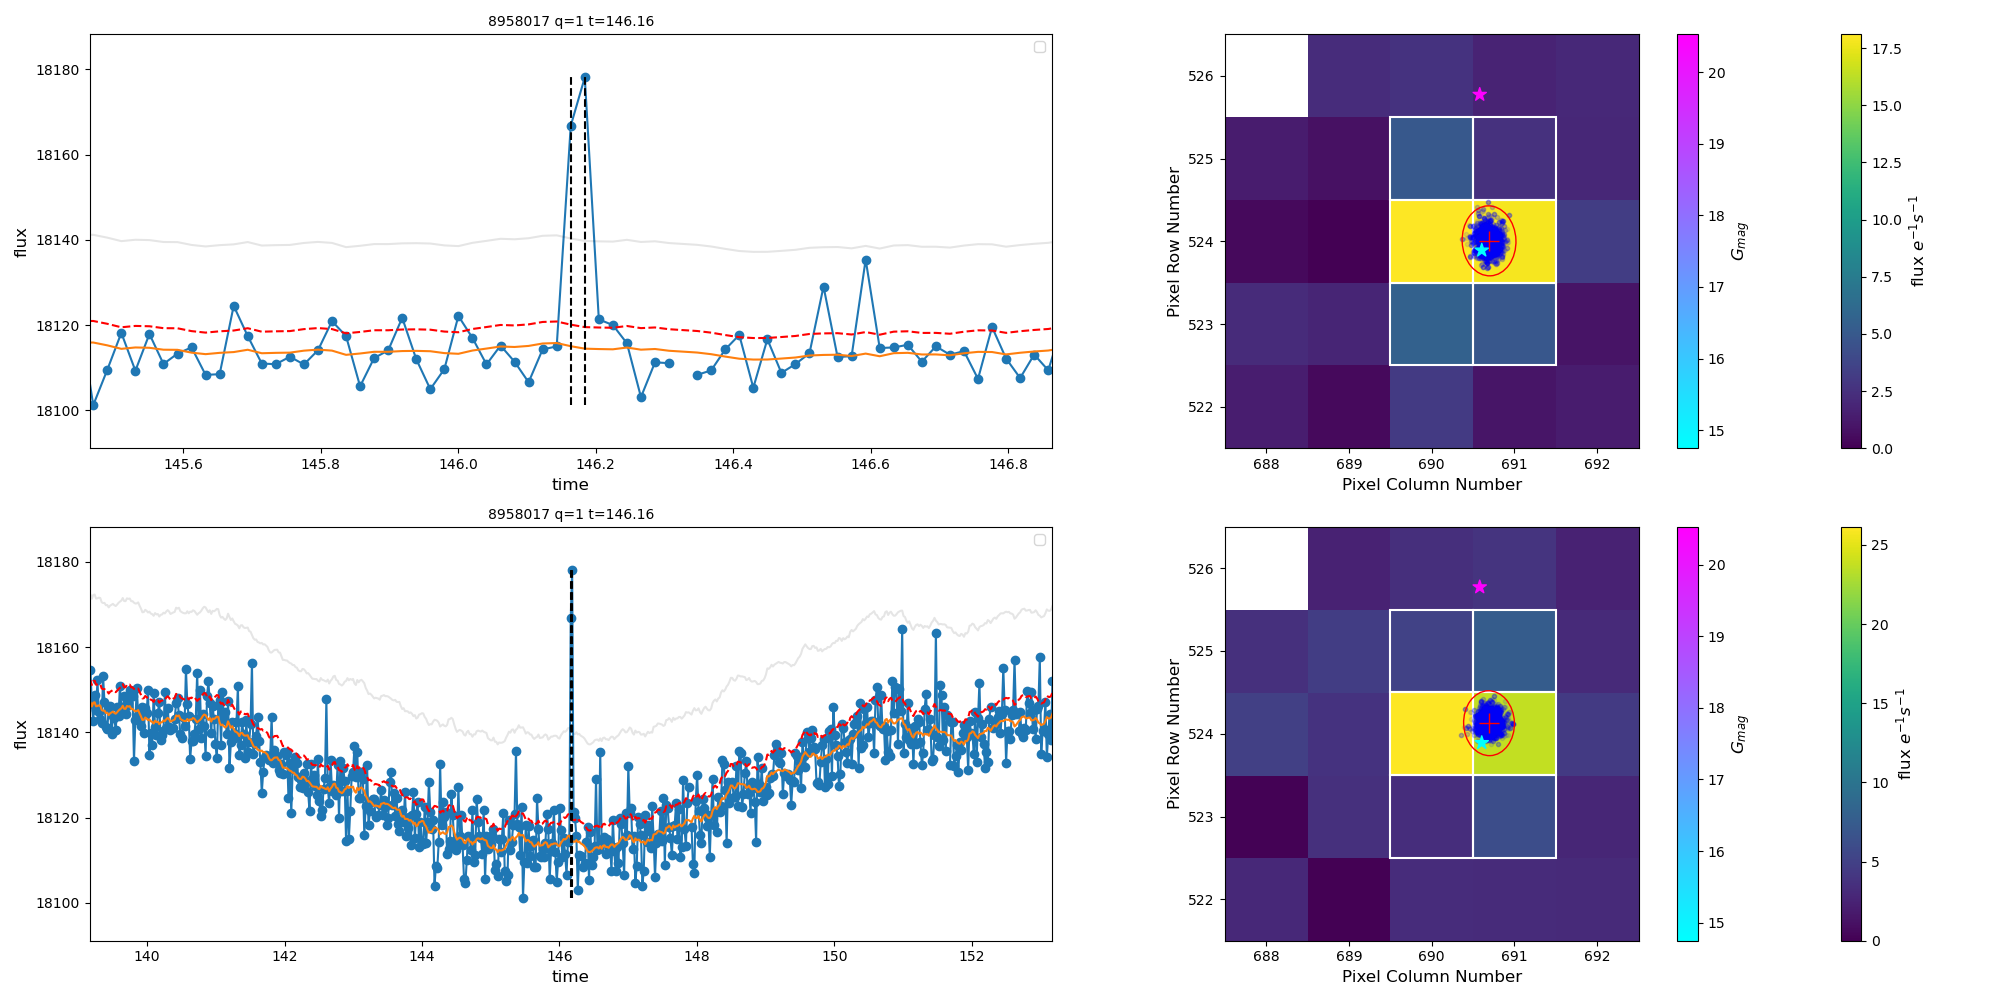 8958017 q=1 t=146.16
flux
18180
18160
18140
18120
18100
145.6 145.8 146.0 146.2 146.4 146.6 146.8
time
Pixel Row Number
526
525
524
523
522
688 689 690 691 692
Pixel Column Number
20
19
18
17
16
15
G_mag
17.5
15.0
12.5
10.0
7.5
5.0
2.5
0.0
flux e⁻¹s⁻¹
8958017 q=1 t=146.16
flux
18180
18160
18140
18120
18100
140 142 144 146 148 150 152
time
Pixel Row Number
526
525
524
523
522
688 689 690 691 692
Pixel Column Number
20
19
18
17
16
15
G_mag
25
20
15
10
5
0
flux e⁻¹s⁻¹